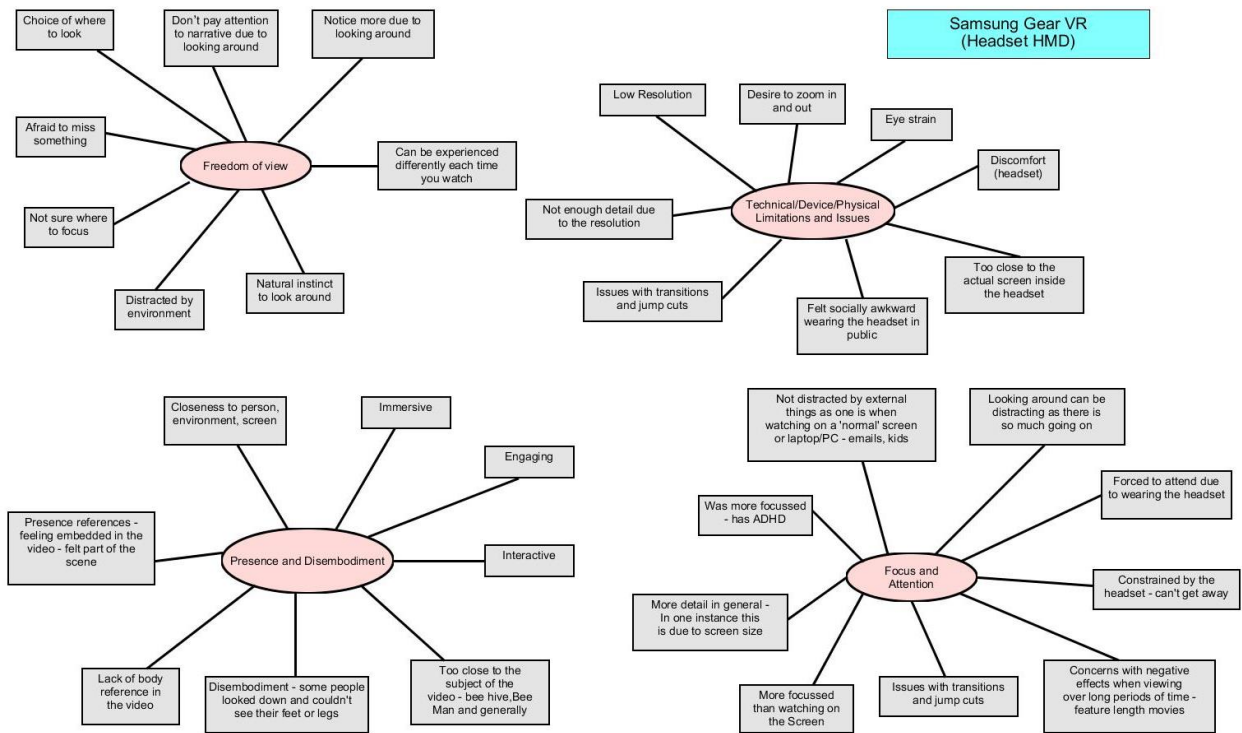 Samsung Gear VR
(Headset HMD)
Choice of where
to look
Don't pay attention
to narrative due to
looking around
Notice more due to
looking around
Afraid to miss
something
Freedom of view
Can be experienced
differently each time
you watch
Not sure where
to focus
Distracted by
environment
Natural instinct
to look around
Low Resolution
Desire to zoom in
and out
Eye strain
Discomfort
(headset)
Technical/Device/Physical
Limitations and Issues
Not enough detail due
to the resolution
Issues with transitions
and jump cuts
Felt socially awkward
wearing the headset in
public
Too close to the
actual screen inside
the headset
Closeness to person,
environment, screen
Immersive
Engaging
Presence references -
feeling embedded in the
video - felt part of the
scene
Presence and Disembodiment
Interactive
Lack of body
reference in
the video
Disembodiment - some people
looked down and couldn't
see their feet or legs
Too close to the
subject of the
video - bee hive,Bee
Man and generally
Not distracted by external
things as one is when
watching on a 'normal' screen
or laptop/PC - emails, kids
Looking around can be
distracting as there is
so much going on
Was more focussed
- has ADHD
Forced to attend due
to wearing the headset
Focus and
Attention
Constrained by the
headset - can't get away
More detail in general -
In one instance this
is due to screen size
More focussed
than watching on
the Screen
Issues with transitions
and jump cuts
Concerns with negative
effects when viewing
over long periods of time -
feature length movies